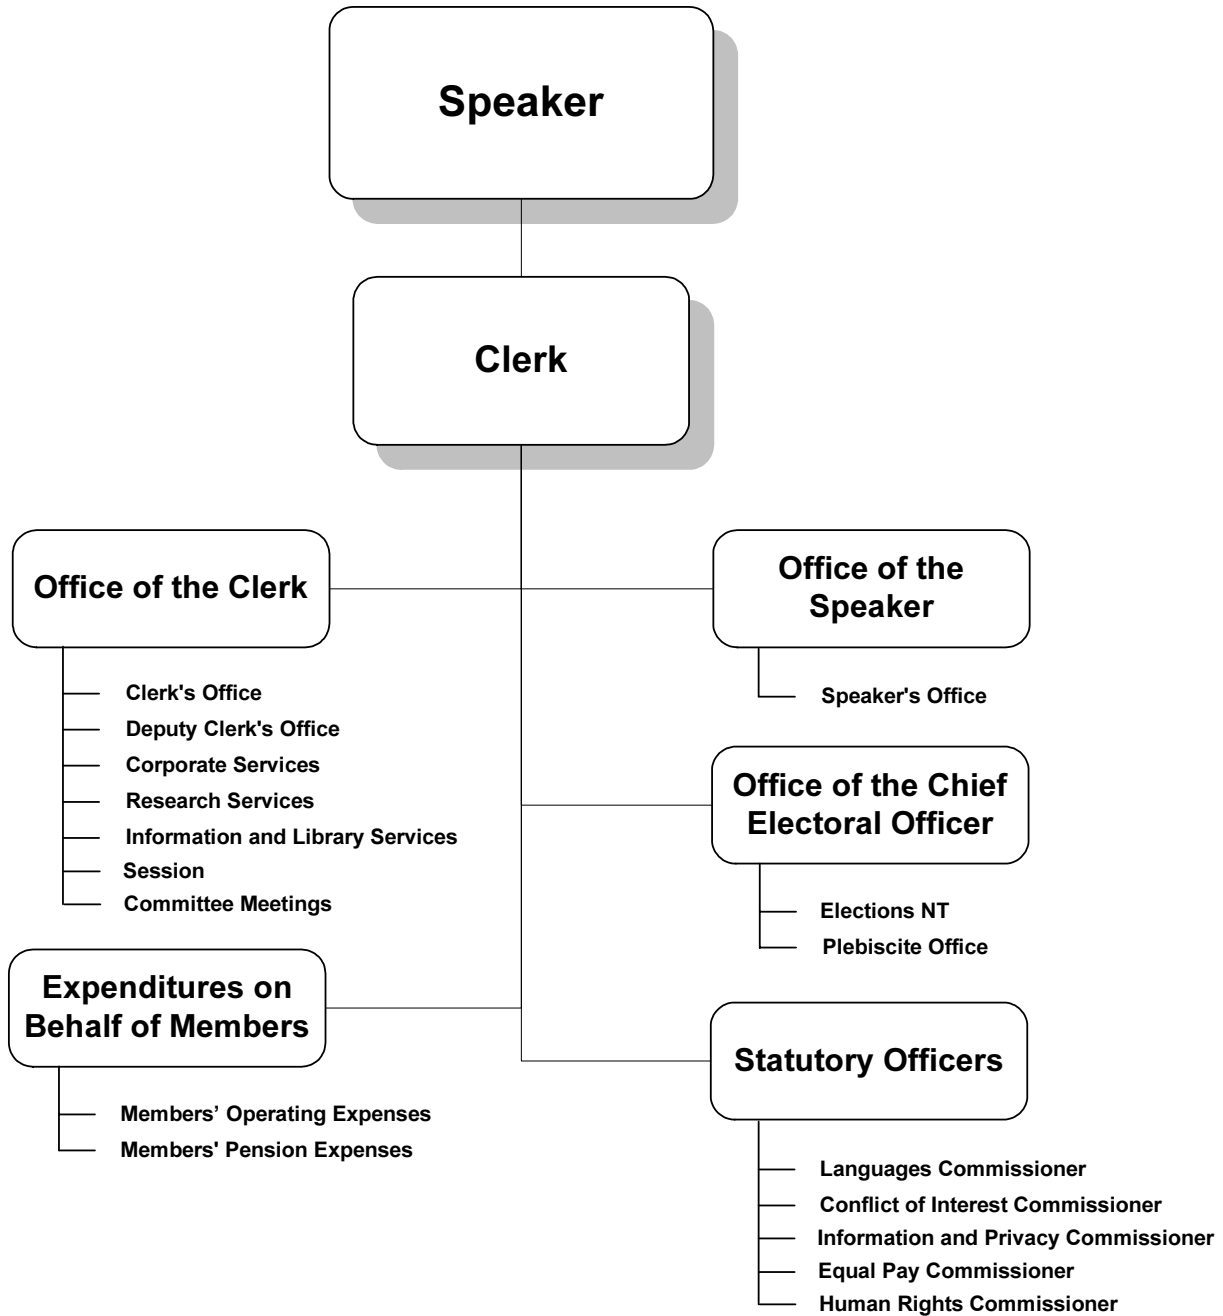 Speaker
Clerk
Office of the Clerk
Clerk's Office
Deputy Clerk's Office
Corporate Services
Research Services
Information and Library Services
Session
Committee Meetings
Expenditures on
Behalf of Members
Members’ Operating Expenses
Members' Pension Expenses
Office of the
Speaker
Speaker's Office
Office of the Chief
Electoral Officer
Elections NT
Plebiscite Office
Statutory Officers
Languages Commissioner
Conflict of Interest Commissioner
Information and Privacy Commissioner
Equal Pay Commissioner
Human Rights Commissioner